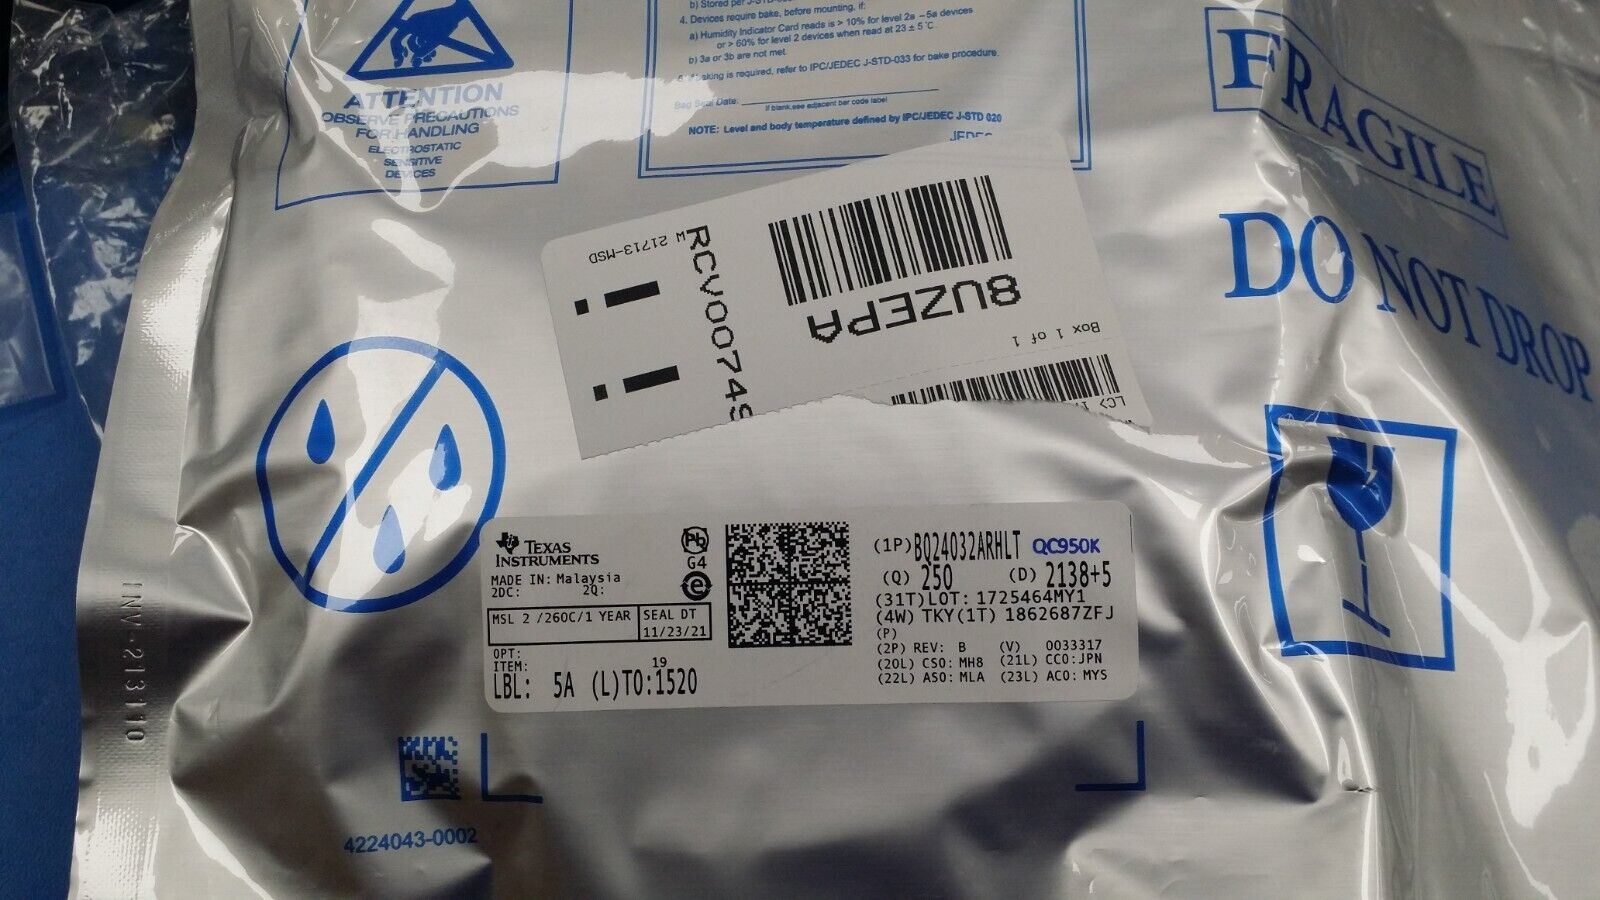 b) Stored per
4. Devices require bake, before mounting, if:
a) Humidity Indicator Card reads is > 10% for level 2a - 5a devices
or > 60% for level 2 devices when read at 23 ± 5 °C
b) 3a or 3b are not met.
baking is required, refer to IPC/JEDEC J-STD-033 for bake procedure.
Bag Seal Date:
If blank,see adjacent bar code label
NOTE: Level and body temperature defined by IPC/JEDEC J-STD 020
JEDEC
ATTENTION
OBSERVE PRECAUTIONS
FOR HANDLING
ELECTROSTATIC
SENSITIVE
DEVICES
FRAGILE
DO NOT DROP
W 21713-MSD
RCV00749
8UZEPA
Box 1 of 1
LC>
TEXAS
INSTRUMENTS
MADE IN: Malaysia
2DC: 2Q:
Pb
G4
e
MSL 2 /260C/1 YEAR
SEAL DT
11/23/21
OPT:
ITEM: 19
LBL: 5A (L)TO:1520
(1P)BQ24032ARHLT QC950K
(Q) 250 (D) 2138+5
(31T)LOT: 1725464MY1
(4W) TKY(1T) 1862687ZFJ
(P)
(2P) REV: B (V) 0033317
(20L) CSO: MH8 (21L) CCO:JPN
(22L) ASO: MLA (23L) ACO: MYS
4224043-0002
INV-213110